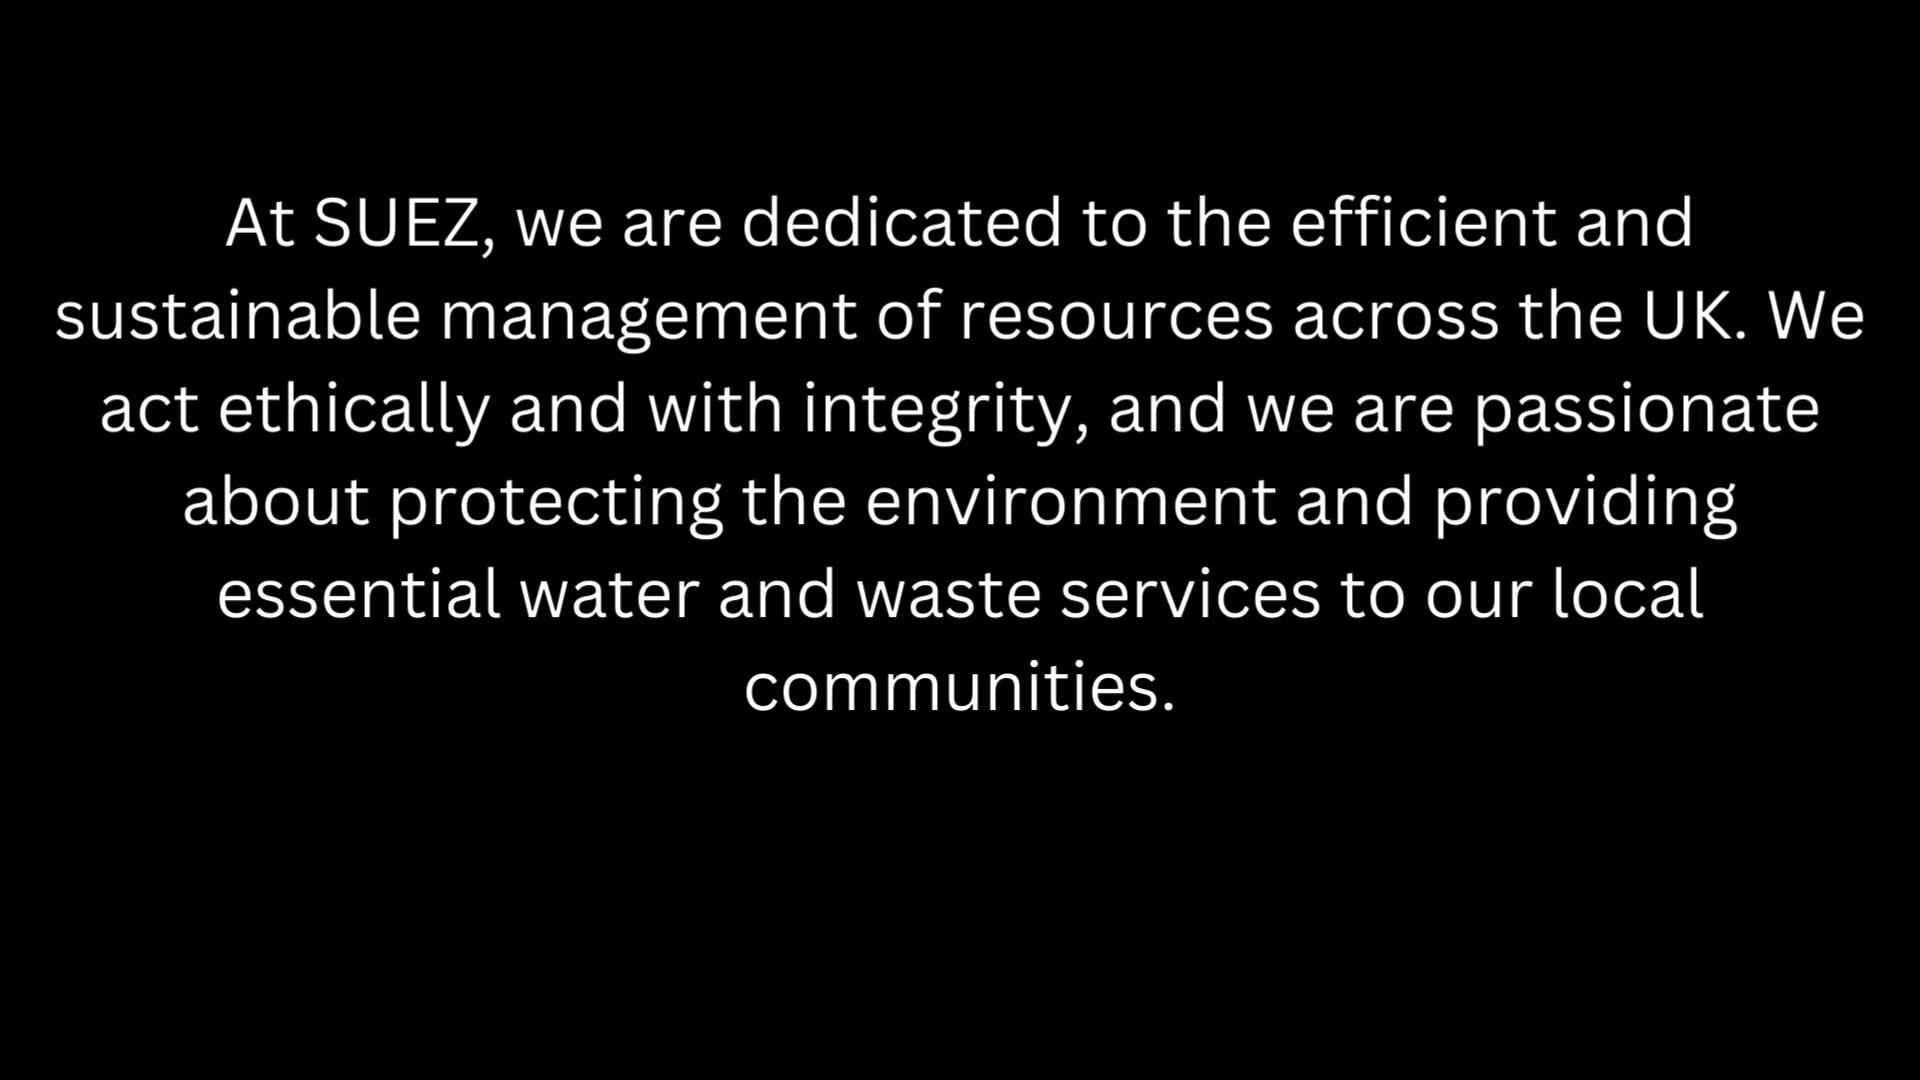 At SUEZ, we are dedicated to the efficient and
sustainable management of resources across the UK. We
act ethically and with integrity, and we are passionate
about protecting the environment and providing
essential water and waste services to our local
communities.